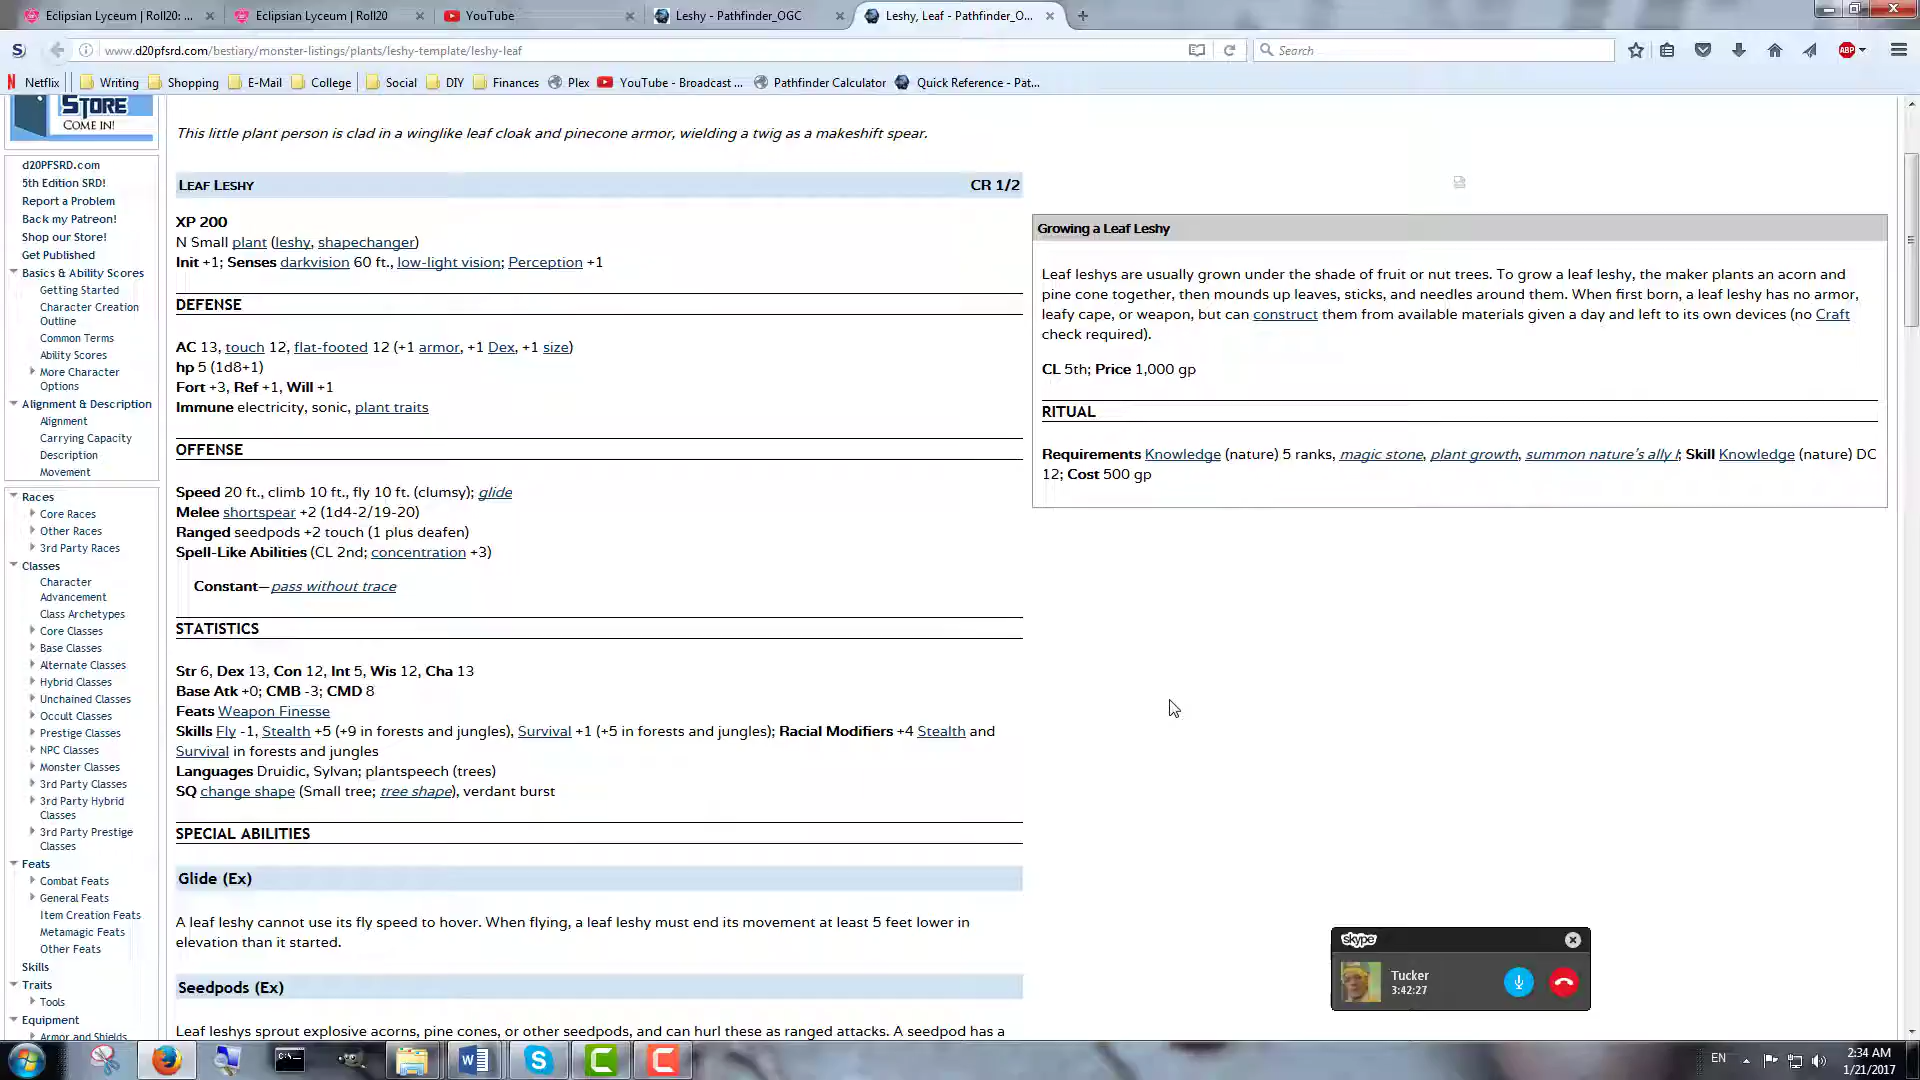 Eclipsian Lyceum | Roll20: ...
Eclipsian Lyceum | Roll20
YouTube
Leshy - Pathfinder_OGC
Leshy, Leaf - Pathfinder_O...
www.d20pfsrd.com/bestiary/monster-listings/plants/leshy-template/leshy-leaf
Search
ABP
Netflix
Writing
Shopping
E-Mail
College
Social
DIY
Finances
Plex
YouTube - Broadcast ...
Pathfinder Calculator
Quick Reference - Pat...
STORE
COME IN!
d20PFSRD.com
5th Edition SRD!
Report a Problem
Back my Patreon!
Shop our Store!
Get Published
Basics & Ability Scores
Getting Started
Character Creation
Outline
Common Terms
Ability Scores
More Character
Options
Alignment & Description
Alignment
Carrying Capacity
Description
Movement
Races
Core Races
Other Races
3rd Party Races
Classes
Character
Advancement
Class Archetypes
Core Classes
Base Classes
Alternate Classes
Hybrid Classes
Unchained Classes
Occult Classes
Prestige Classes
NPC Classes
Monster Classes
3rd Party Classes
3rd Party Hybrid
Classes
3rd Party Prestige
Classes
Feats
Combat Feats
General Feats
Item Creation Feats
Metamagic Feats
Other Feats
Skills
Traits
Tools
Equipment
Armor and Shields
This little plant person is clad in a winglike leaf cloak and pinecone armor, wielding a twig as a makeshift spear.
LEAF LESHY CR 1/2
XP 200
N Small plant (leshy, shapechanger)
Init +1; Senses darkvision 60 ft., low-light vision; Perception +1
DEFENSE
AC 13, touch 12, flat-footed 12 (+1 armor, +1 Dex, +1 size)
hp 5 (1d8+1)
Fort +3, Ref +1, Will +1
Immune electricity, sonic, plant traits
OFFENSE
Speed 20 ft., climb 10 ft., fly 10 ft. (clumsy); glide
Melee shortspear +2 (1d4-2/19-20)
Ranged seedpods +2 touch (1 plus deafen)
Spell-Like Abilities (CL 2nd; concentration +3)
Constant—pass without trace
STATISTICS
Str 6, Dex 13, Con 12, Int 5, Wis 12, Cha 13
Base Atk +0; CMB -3; CMD 8
Feats Weapon Finesse
Skills Fly -1, Stealth +5 (+9 in forests and jungles), Survival +1 (+5 in forests and jungles); Racial Modifiers +4 Stealth and
Survival in forests and jungles
Languages Druidic, Sylvan; plantspeech (trees)
SQ change shape (Small tree; tree shape), verdant burst
SPECIAL ABILITIES
Glide (Ex)
A leaf leshy cannot use its fly speed to hover. When flying, a leaf leshy must end its movement at least 5 feet lower in
elevation than it started.
Seedpods (Ex)
Leaf leshys sprout explosive acorns, pine cones, or other seedpods, and can hurl these as ranged attacks. A seedpod has a
Growing a Leaf Leshy
Leaf leshys are usually grown under the shade of fruit or nut trees. To grow a leaf leshy, the maker plants an acorn and
pine cone together, then mounds up leaves, sticks, and needles around them. When first born, a leaf leshy has no armor,
leafy cape, or weapon, but can construct them from available materials given a day and left to its own devices (no Craft
check required).
CL 5th; Price 1,000 gp
RITUAL
Requirements Knowledge (nature) 5 ranks, magic stone, plant growth, summon nature's ally I; Skill Knowledge (nature) DC
12; Cost 500 gp
skype
Tucker
3:42:27
EN
2:34 AM
1/21/2017